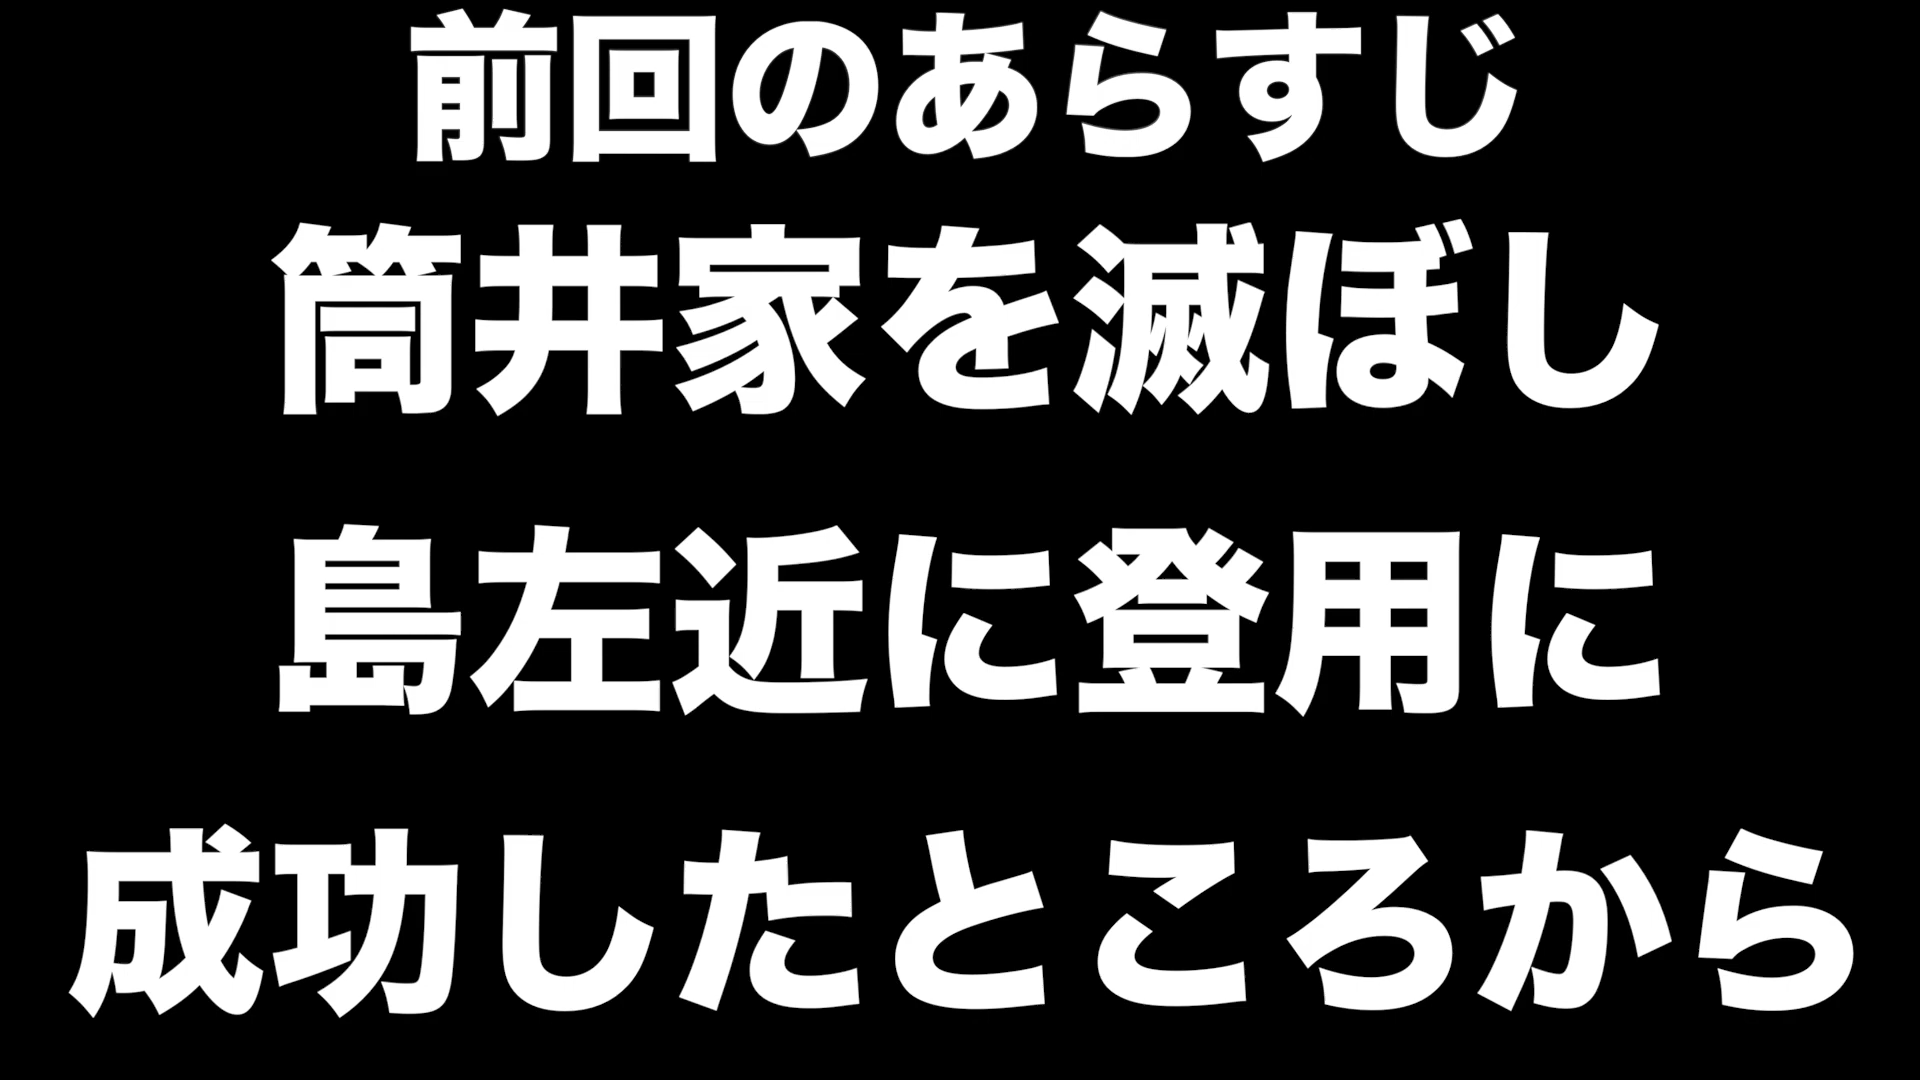 前回のあらすじ
筒井家を滅ぼし
島左近に登用に
成功したところから